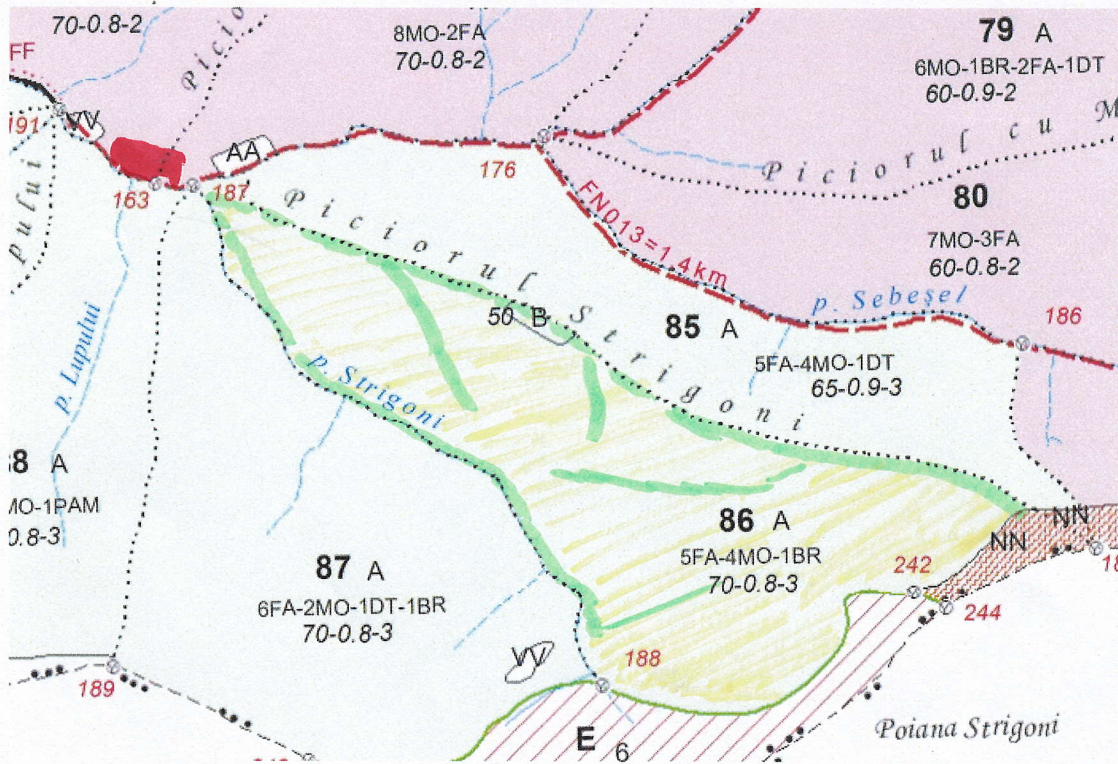 70-0.8-2
Picio
8MO-2FA
70-0.8-2
79 A
6MO-1BR-2FA-1DT
60-0.9-2
FF
191
VV
AA
163
187
176
Piciorul cu M
80
7MO-3FA
60-0.8-2
pului
Piciorul Strigoni
FN013=1.4km
p. Sebeșel
186
50 B
85 A
5FA-4MO-1DT
65-0.9-3
p. Lupului
p. Strigoni
8 A
MO-1PAM
0.8-3
86 A
5FA-4MO-1BR
70-0.8-3
NN
NN
87 A
6FA-2MO-1DT-1BR
70-0.8-3
242
18
244
VV
188
189
Poiana Strigoni
E 6